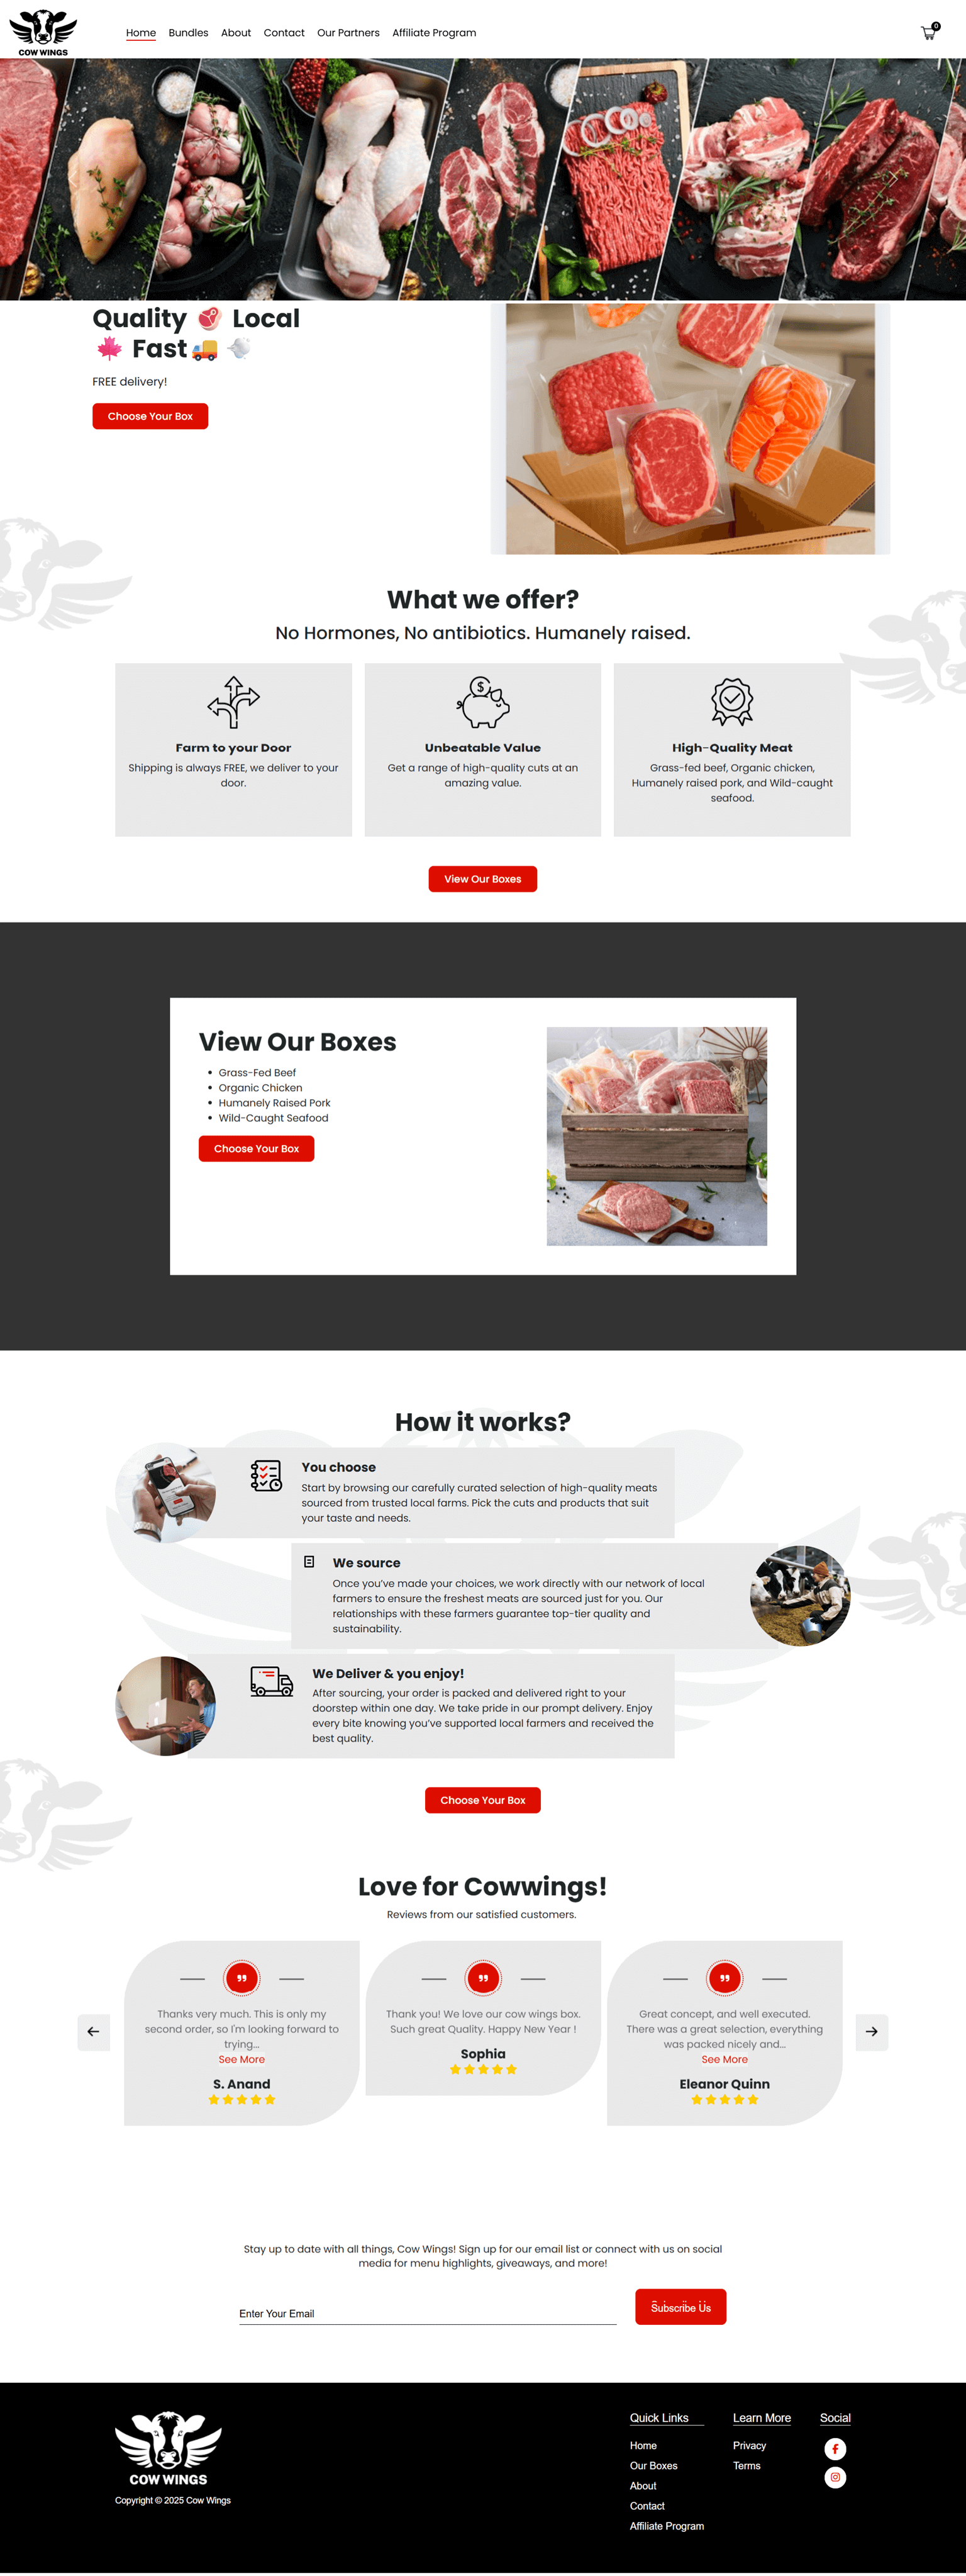 COW WINGS
Home Bundles About Contact Our Partners Affiliate Program
0
Quality 🥩 Local
🍁 Fast🚚 💨
FREE delivery!
Choose Your Box
What we offer?
No Hormones, No antibiotics. Humanely raised.
Farm to your Door
Shipping is always FREE, we deliver to your
door.
Unbeatable Value
Get a range of high-quality cuts at an
amazing value.
High-Quality Meat
Grass-fed beef, Organic chicken,
Humanely raised pork, and Wild-caught
seafood.
View Our Boxes
View Our Boxes
Grass-Fed Beef
Organic Chicken
Humanely Raised Pork
Wild-Caught Seafood
Choose Your Box
How it works?
You choose
Start by browsing our carefully curated selection of high-quality meats
sourced from trusted local farms. Pick the cuts and products that suit
your taste and needs.
We source
Once you've made your choices, we work directly with our network of local
farmers to ensure the freshest meats are sourced just for you. Our
relationships with these farmers guarantee top-tier quality and
sustainability.
We Deliver & you enjoy!
After sourcing, your order is packed and delivered right to your
doorstep within one day. We take pride in our prompt delivery. Enjoy
every bite knowing you've supported local farmers and received the
best quality.
Choose Your Box
Love for Cowwings!
Reviews from our satisfied customers.
Thanks very much. This is only my
second order, so i'm looking forward to
trying...
See More
S. Anand
Thank you! We love our cow wings box.
Such great Quality. Happy New Year !
Sophia
Great concept, and well executed.
There was a great selection, everything
was packed nicely and...
See More
Eleanor Quinn
Stay up to date with all things, Cow Wings! Sign up for our email list or connect with us on social
media for menu highlights, giveaways, and more!
Enter Your Email
Subscribe Us
COW WINGS
Copyright © 2025 Cow Wings
Quick Links
Home
Our Boxes
About
Contact
Affiliate Program
Learn More
Privacy
Terms
Social